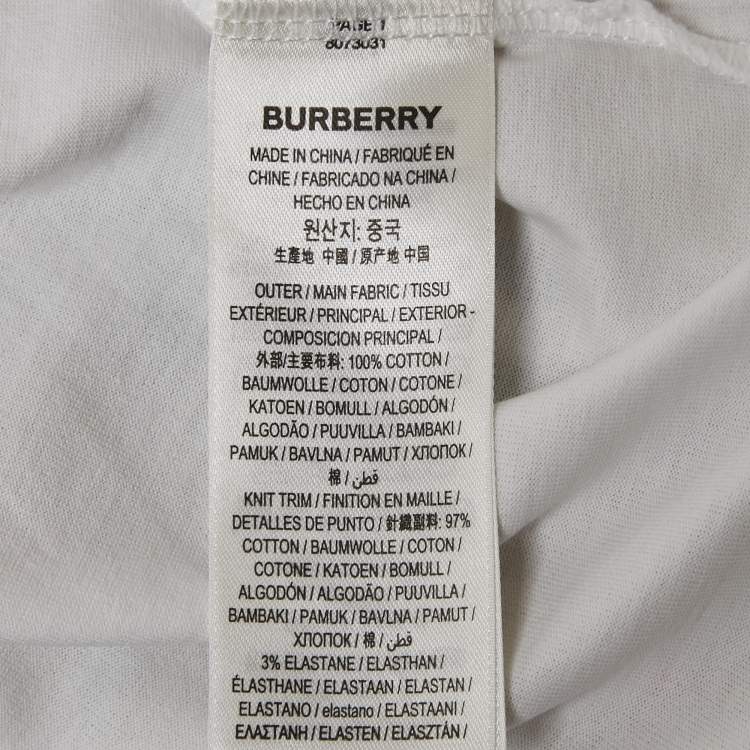 PAGE 1
8073031
BURBERRY
MADE IN CHINA / FABRIQUÉ EN
CHINE / FABRICADO NA CHINA /
HECHO EN CHINA
원산지: 중국
生產地 中國 / 原产地 中国
OUTER / MAIN FABRIC / TISSU
EXTÉRIEUR / PRINCIPAL / EXTERIOR -
COMPOSICION PRINCIPAL /
外部/主要布料: 100% COTTON /
BAUMWOLLE / COTON / COTONE /
KATOEN / BOMULL / ALGODÓN /
ALGODÃO / PUUVILLA / BAMBAKI /
PAMUK / BAVLNA / PAMUT / ХЛОПОК /
棉 / قطن /
KNIT TRIM / FINITION EN MAILLE /
DETALLES DE PUNTO / 針織副料: 97%
COTTON / BAUMWOLLE / COTON /
COTONE / KATOEN / BOMULL /
ALGODÓN / ALGODÃO / PUUVILLA /
BAMBAKI / PAMUK / BAVLNA / PAMUT /
ХЛОПОК / 棉 / قطن /
3% ELASTANE / ELASTHAN /
ÉLASTHANE / ELASTAAN / ELASTAN /
ELASTANO / elastano / ELASTAANI /
ΕΛΑΣΤΑΝΗ / ELASTEN / ELASZTÁN /